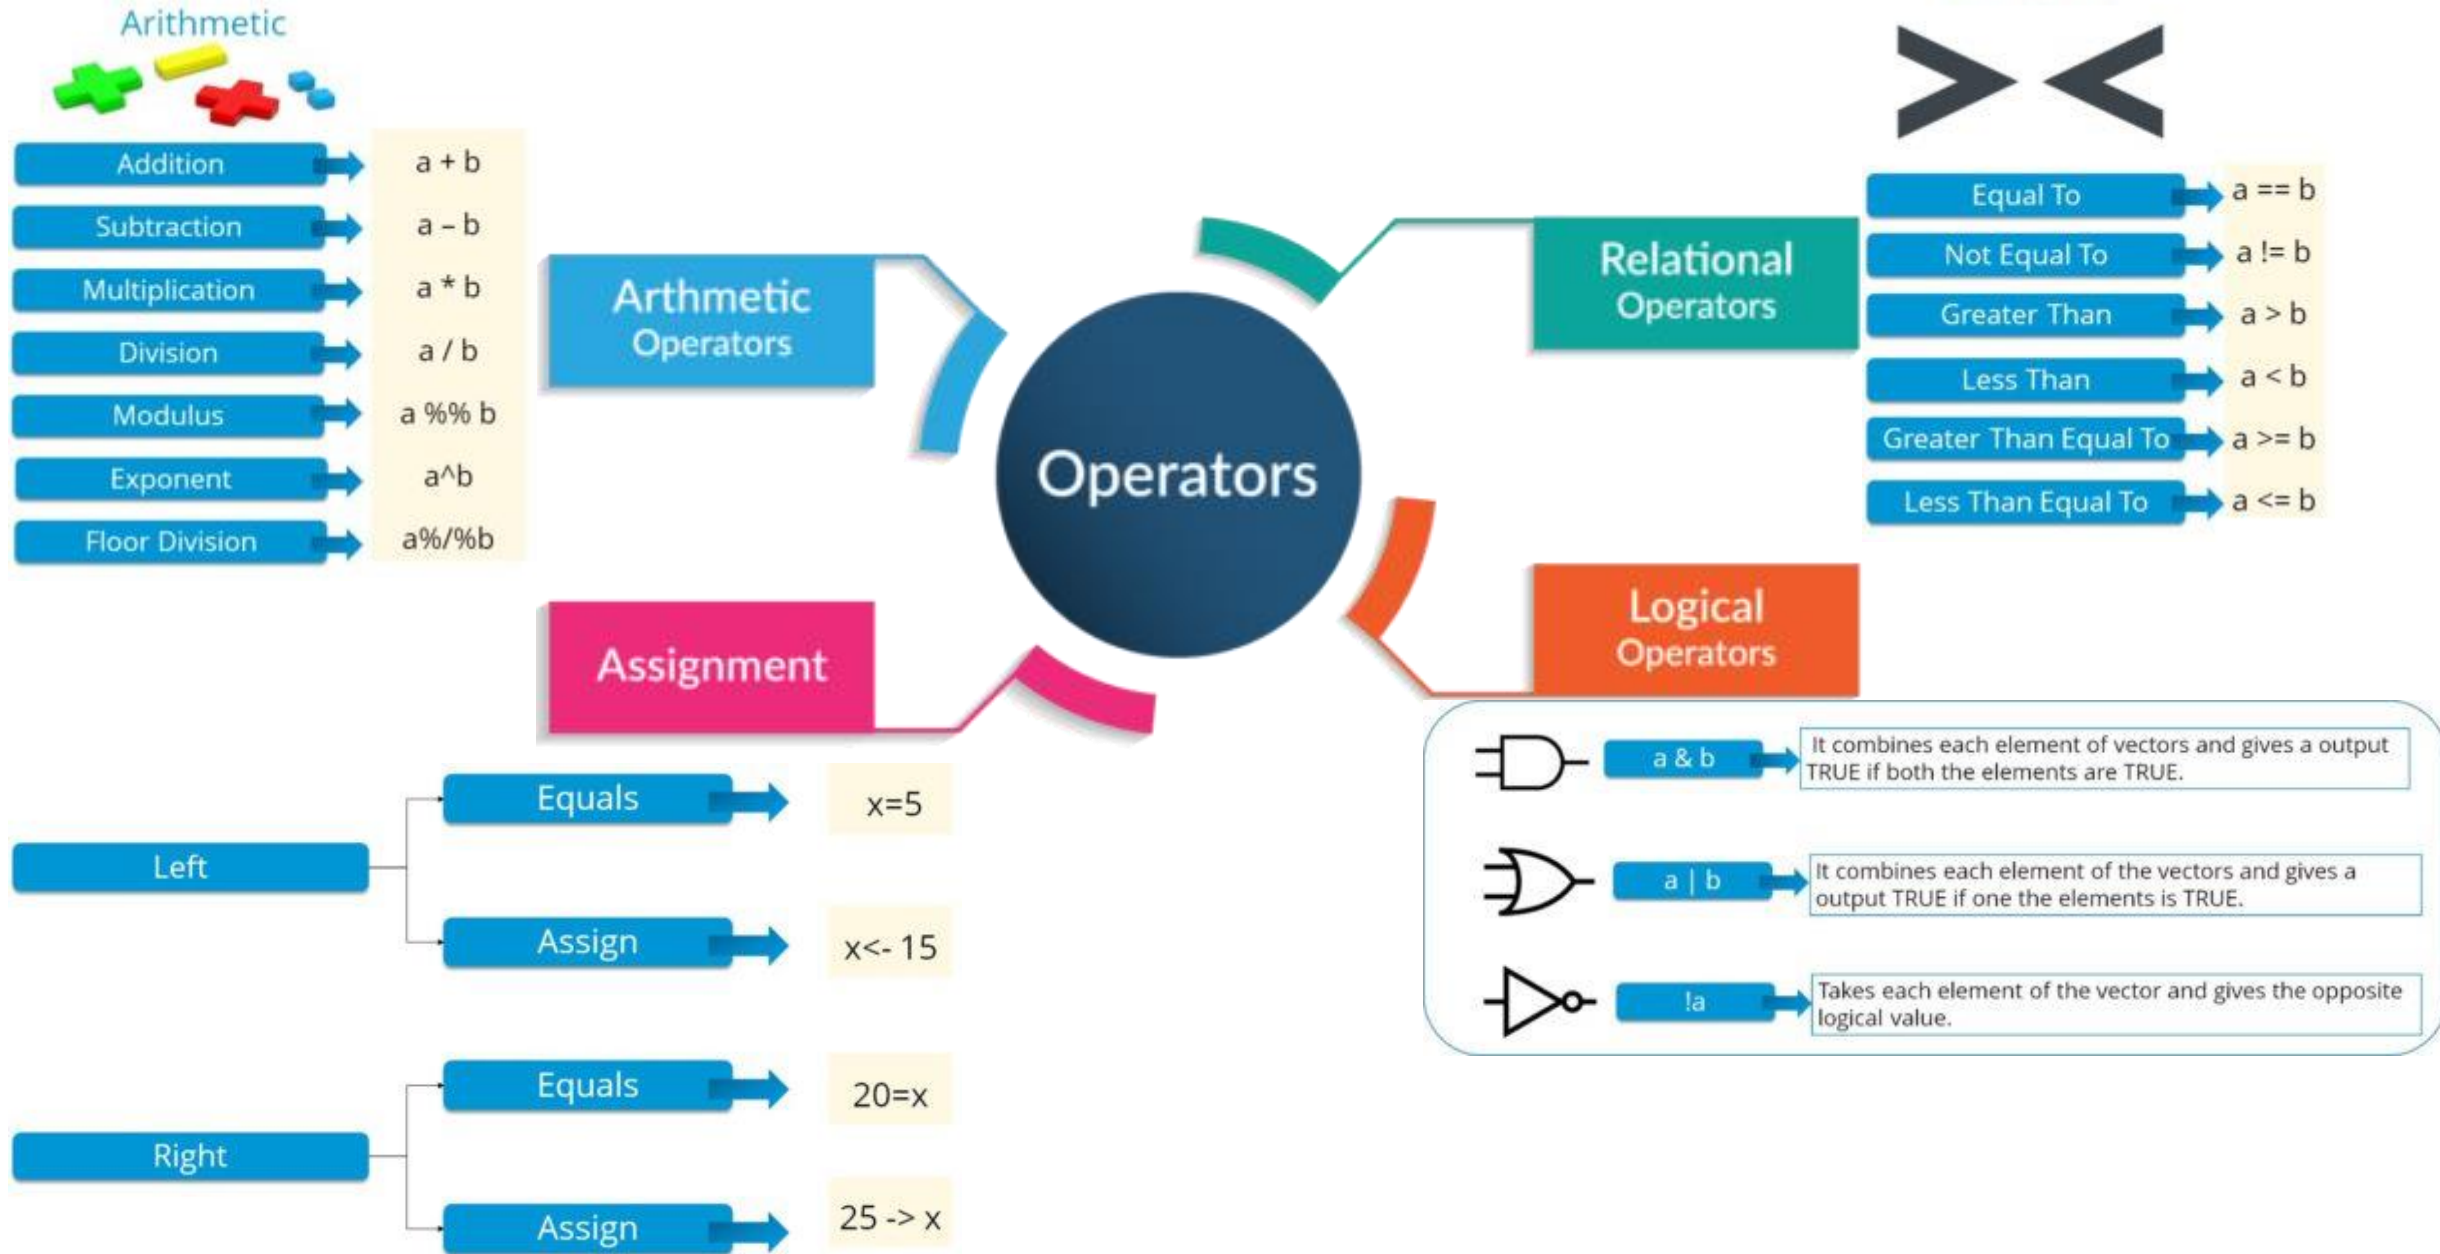 Arithmetic
Addition
a + b
Subtraction
a – b
Multiplication
a * b
Division
a / b
Modulus
a %% b
Exponent
a^b
Floor Division
a%/%b
Arthmetic
Operators
Operators
Relational
Operators
Equal To
a == b
Not Equal To
a != b
Greater Than
a > b
Less Than
a < b
Greater Than Equal To
a >= b
Less Than Equal To
a <= b
Assignment
Left
Equals
x=5
Assign
x<- 15
Right
Equals
20=x
Assign
25 -> x
Logical
Operators
a & b
It combines each element of vectors and gives a output
TRUE if both the elements are TRUE.
a | b
It combines each element of the vectors and gives a
output TRUE if one the elements is TRUE.
!a
Takes each element of the vector and gives the opposite
logical value.